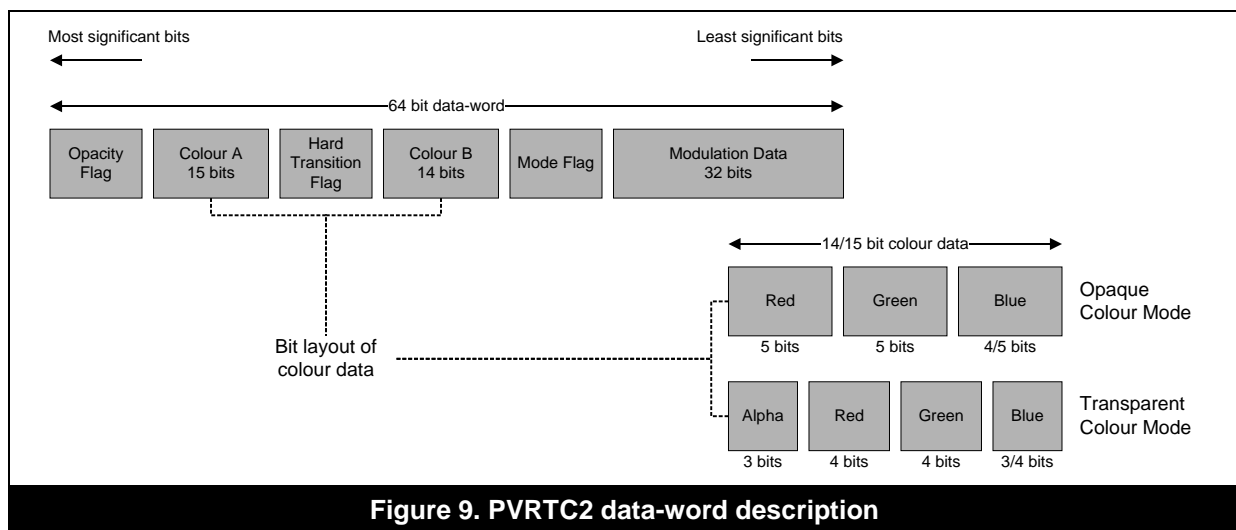 Most significant bits
Least significant bits
64 bit data-word
Opacity
Flag
Colour A
15 bits
Hard
Transition
Flag
Colour B
14 bits
Mode Flag
Modulation Data
32 bits
14/15 bit colour data
Red
Green
Blue
Opaque
Colour Mode
5 bits
5 bits
4/5 bits
Bit layout of
colour data
Alpha
Red
Green
Blue
Transparent
Colour Mode
3 bits
4 bits
4 bits
3/4 bits
Figure 9. PVRTC2 data-word description